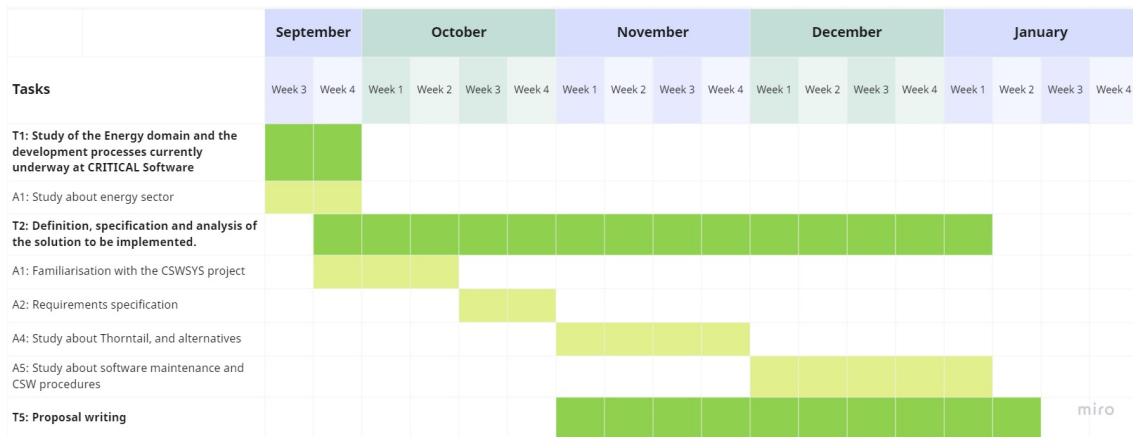 September October November December January
Tasks Week 3 Week 4 Week 1 Week 2 Week 3 Week 4 Week 1 Week 2 Week 3 Week 4 Week 1 Week 2 Week 3 Week 4 Week 1 Week 2 Week 3 Week 4
T1: Study of the Energy domain and the
development processes currently
underway at CRITICAL Software
A1: Study about energy sector
T2: Definition, specification and analysis of
the solution to be implemented.
A1: Familiarisation with the CSWSYS project
A2: Requirements specification
A4: Study about Thorntail, and alternatives
A5: Study about software maintenance and
CSW procedures
T5: Proposal writing
miro